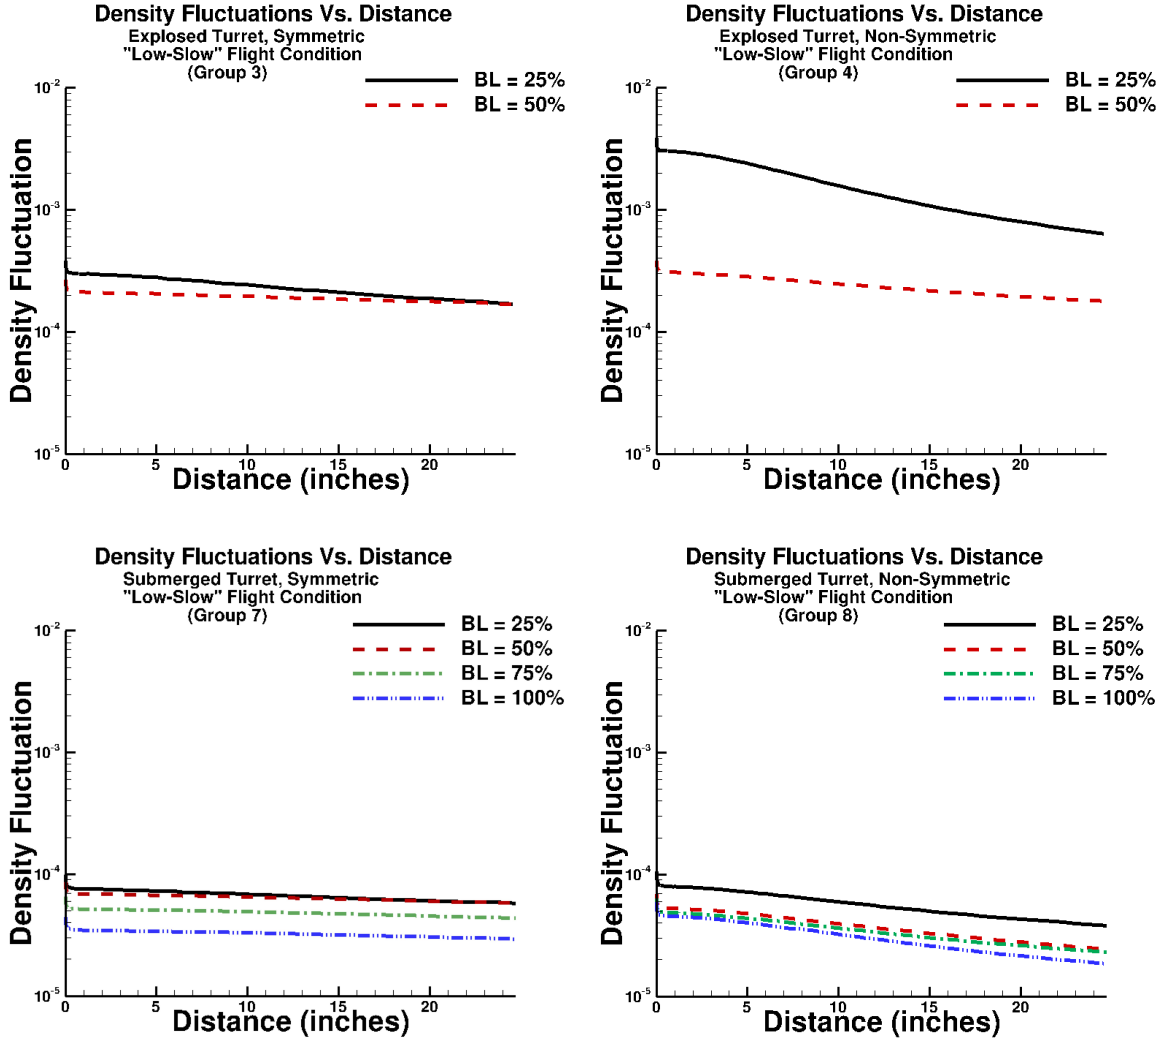 Density Fluctuations Vs. Distance
Explosed Turret, Symmetric
"Low-Slow" Flight Condition
(Group 3)
BL = 25%
BL = 50%
10-2
10-3
10-4
10-5
Density Fluctuation
0 5 10 15 20
Distance (inches)
Density Fluctuations Vs. Distance
Explosed Turret, Non-Symmetric
"Low-Slow" Flight Condition
(Group 4)
BL = 25%
BL = 50%
10-2
10-3
10-4
10-5
Density Fluctuation
0 5 10 15 20
Distance (inches)
Density Fluctuations Vs. Distance
Submerged Turret, Symmetric
"Low-Slow" Flight Condition
(Group 7)
BL = 25%
BL = 50%
BL = 75%
BL = 100%
10-2
10-3
10-4
10-5
Density Fluctuation
0 5 10 15 20
Distance (inches)
Density Fluctuations Vs. Distance
Submerged Turret, Non-Symmetric
"Low-Slow" Flight Condition
(Group 8)
BL = 25%
BL = 50%
BL = 75%
BL = 100%
10-2
10-3
10-4
10-5
Density Fluctuation
0 5 10 15 20
Distance (inches)